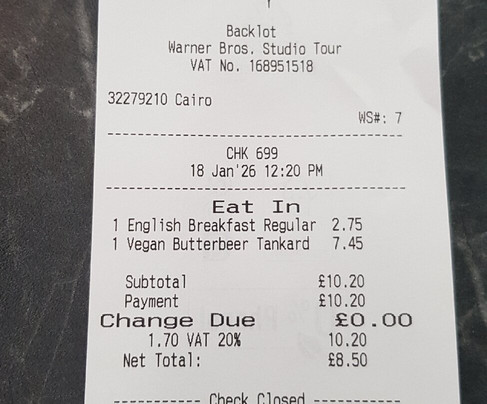 Backlot
Warner Bros. Studio Tour
VAT No. 168951518
32279210 Cairo
WS#: 7
CHK 699
18 Jan'26 12:20 PM
Eat In
1 English Breakfast Regular 2.75
1 Vegan Butterbeer Tankard 7.45
Subtotal £10.20
Payment £10.20
Change Due £0.00
1.70 VAT 20% 10.20
Net Total: £8.50
----------- Check Closed -----------